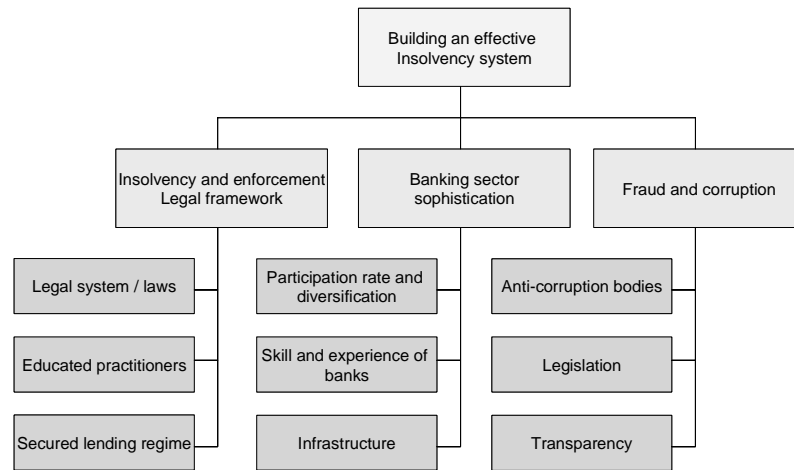 Building an effective
Insolvency system
Insolvency and enforcement
Legal framework
Banking sector
sophistication
Fraud and corruption
Legal system / laws
Participation rate and
diversification
Anti-corruption bodies
Educated practitioners
Skill and experience of
banks
Legislation
Secured lending regime
Infrastructure
Transparency